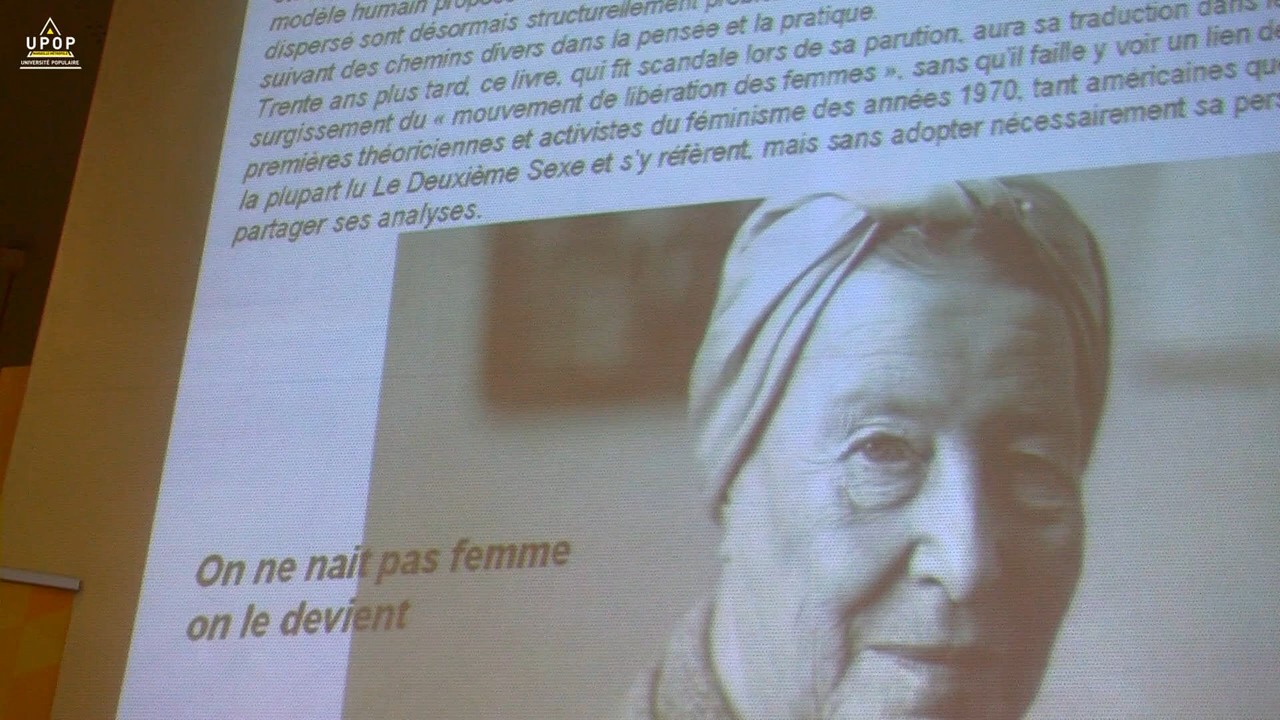 UPOP
UNIVERSITÉ POPULAIRE
modèle humain
dispersé sont désormais structurellement
suivant des chemins divers dans la pensée et la pratique.
Trente ans plus tard, ce livre, qui fit scandale lors de sa parution, aura sa traduction dans
surgissement du « mouvement de libération des femmes », sans qu'il faille y voir un lien de
premières théoriciennes et activistes du féminisme des années 1970, tant américaines que
la plupart lu Le Deuxième Sexe et s'y réfèrent, mais sans adopter nécessairement sa
partager ses analyses.
On ne nait pas femme
on le devient